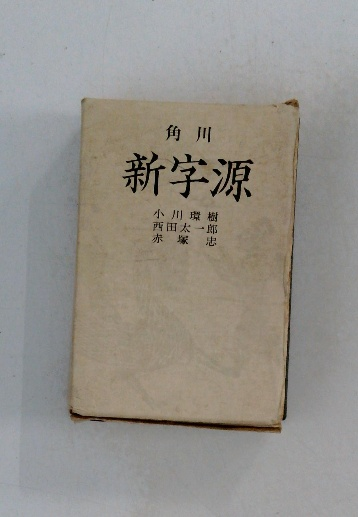 角川
新字源
小川環樹
西田太一郎
赤塚忠